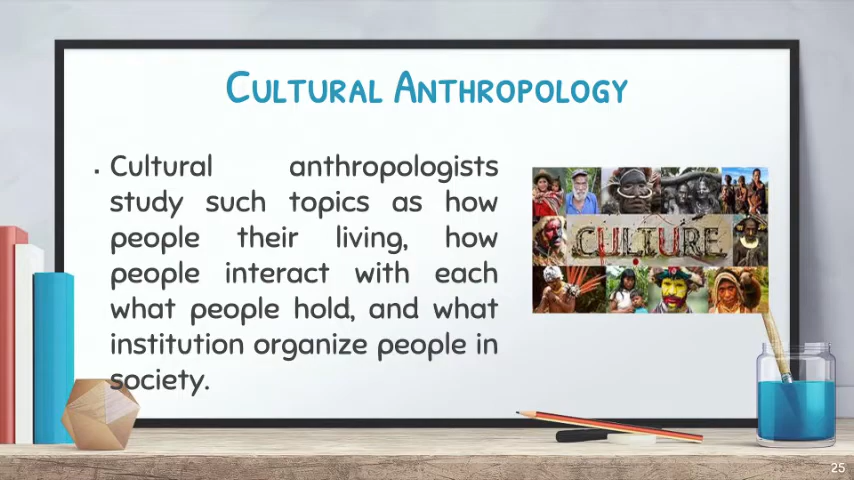 Cultural Anthropology
. Cultural anthropologists
study such topics as how
people their living, how
people interact with each
what people hold, and what
institution organize people in
society.
CULTURE
25